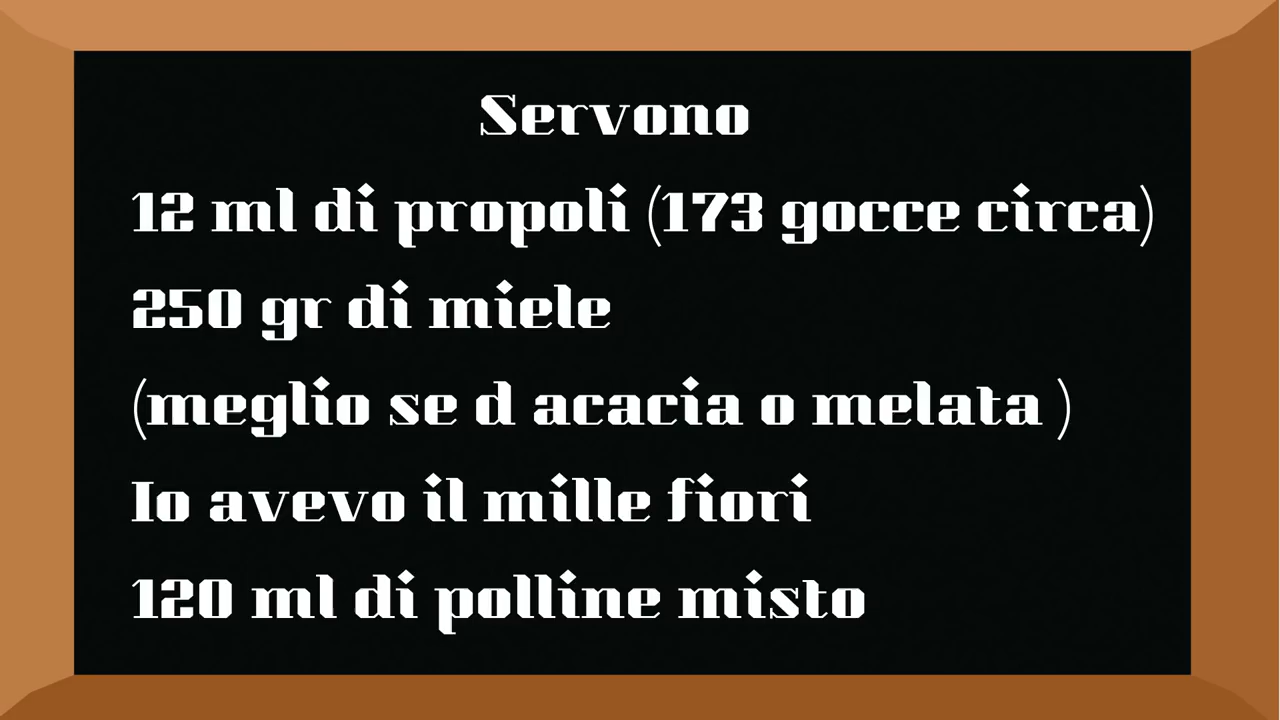 Servono
12 ml di propoli (173 gocce circa)
250 gr di miele
(meglio se d acacia o melata )
Io avevo il mille fiori
120 ml di polline misto